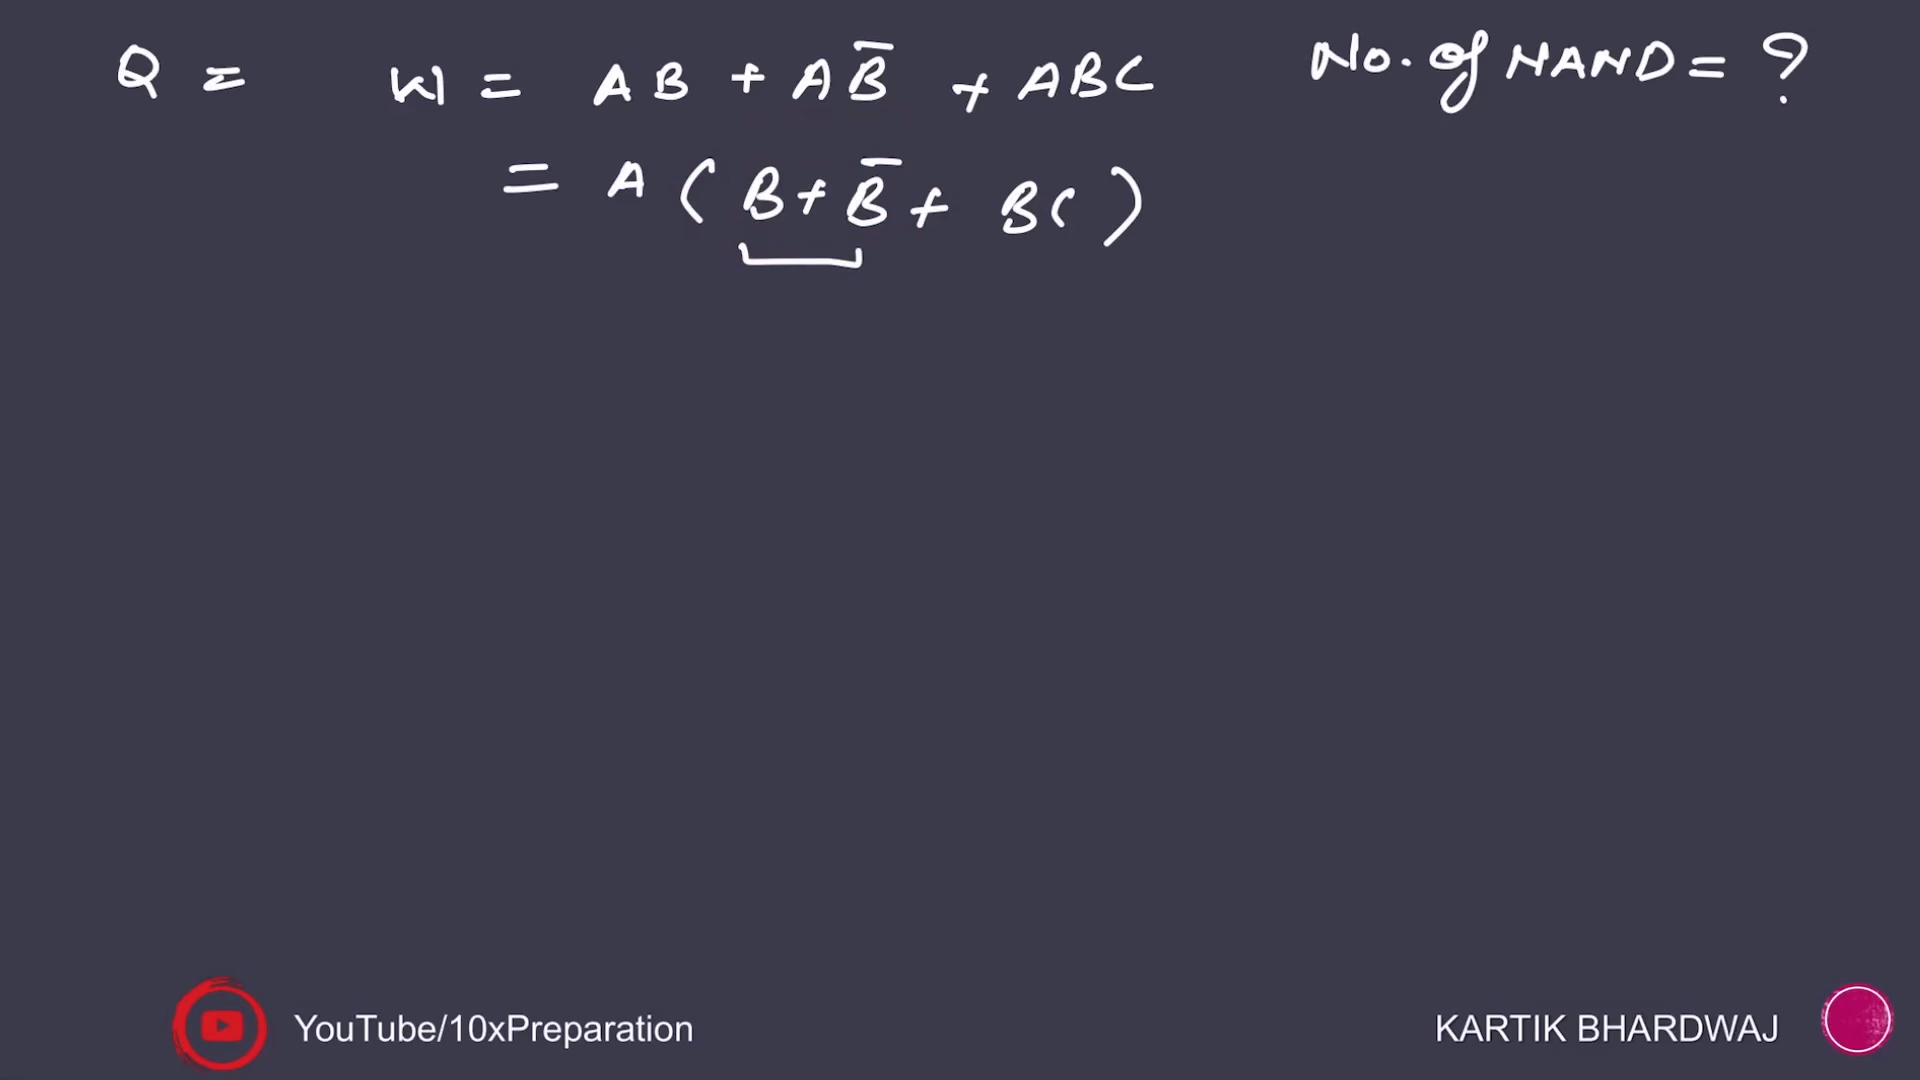 Q = W = AB + AB̅ + ABC No. of NAND = ?
= A ( B + B̅ + BC )
YouTube/10xPreparation
KARTIK BHARDWAJ